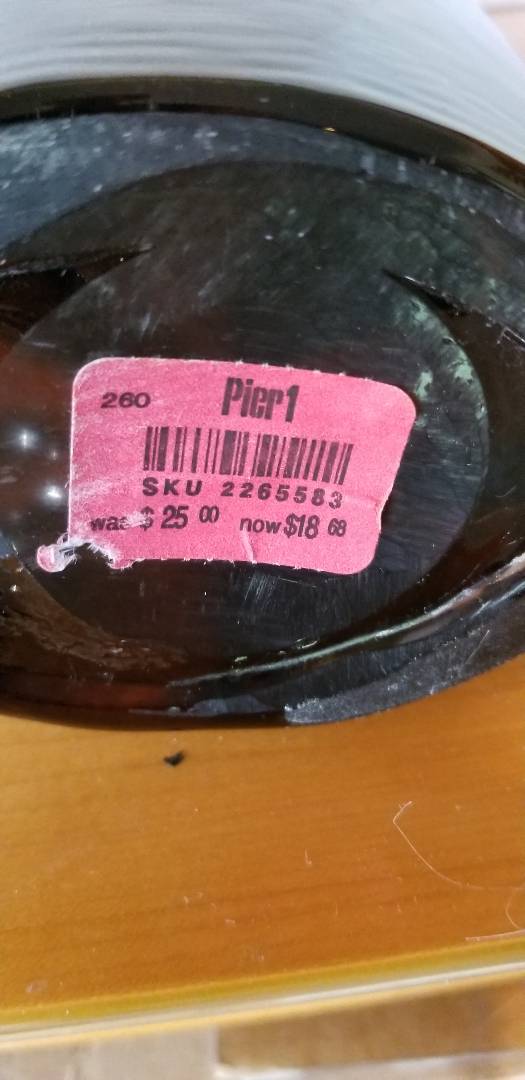 260 Pier1
SKU 2265583
was $ 25 00 now $18 68